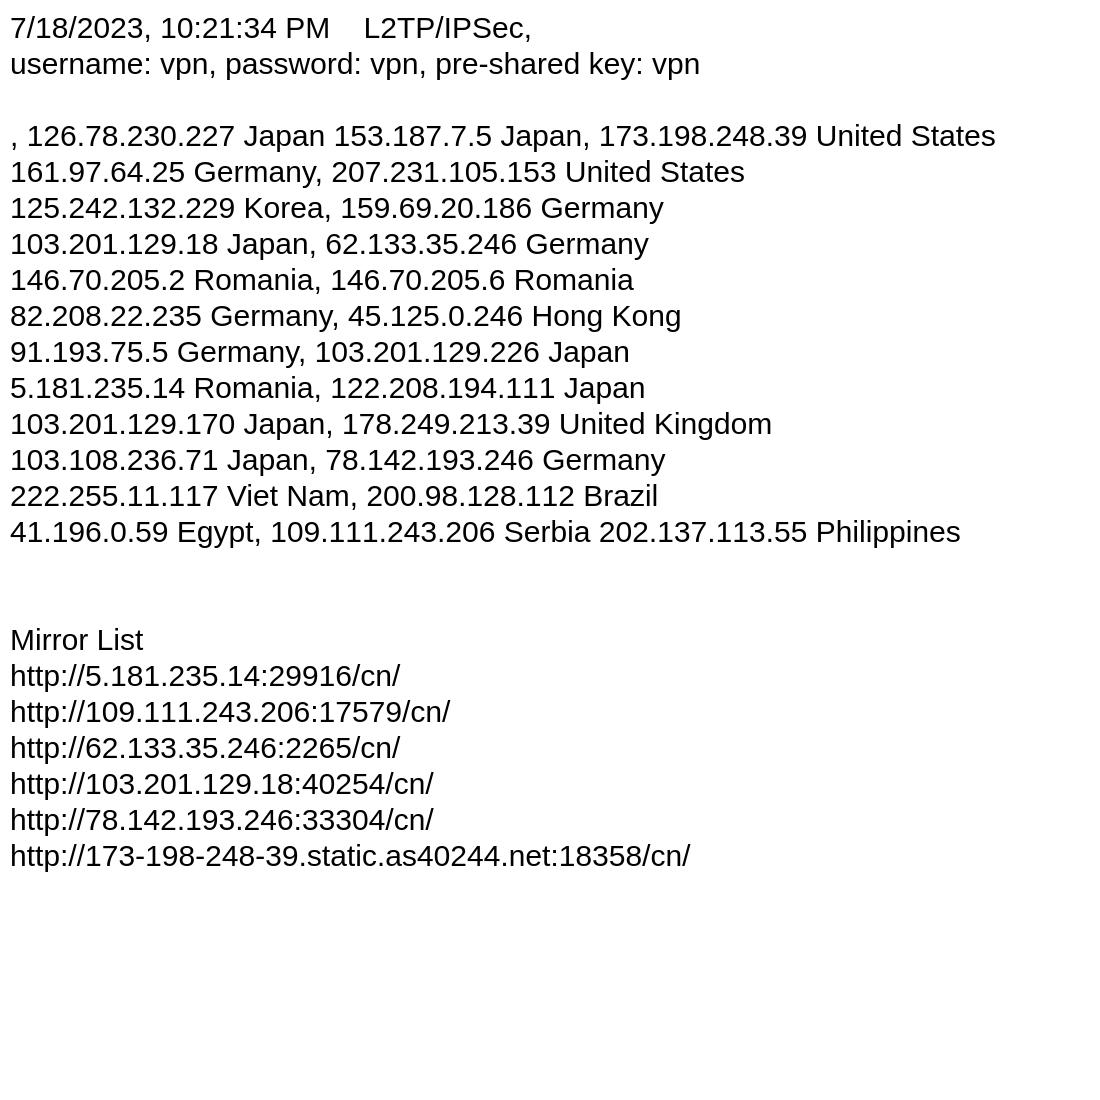 7/18/2023, 10:21:34 PM    L2TP/IPSec,
username: vpn, password: vpn, pre-shared key: vpn
, 126.78.230.227 Japan 153.187.7.5 Japan, 173.198.248.39 United States
161.97.64.25 Germany, 207.231.105.153 United States
125.242.132.229 Korea, 159.69.20.186 Germany
103.201.129.18 Japan, 62.133.35.246 Germany
146.70.205.2 Romania, 146.70.205.6 Romania
82.208.22.235 Germany, 45.125.0.246 Hong Kong
91.193.75.5 Germany, 103.201.129.226 Japan
5.181.235.14 Romania, 122.208.194.111 Japan
103.201.129.170 Japan, 178.249.213.39 United Kingdom
103.108.236.71 Japan, 78.142.193.246 Germany
222.255.11.117 Viet Nam, 200.98.128.112 Brazil
41.196.0.59 Egypt, 109.111.243.206 Serbia 202.137.113.55 Philippines
Mirror List
http://5.181.235.14:29916/cn/
http://109.111.243.206:17579/cn/
http://62.133.35.246:2265/cn/
http://103.201.129.18:40254/cn/
http://78.142.193.246:33304/cn/
http://173-198-248-39.static.as40244.net:18358/cn/